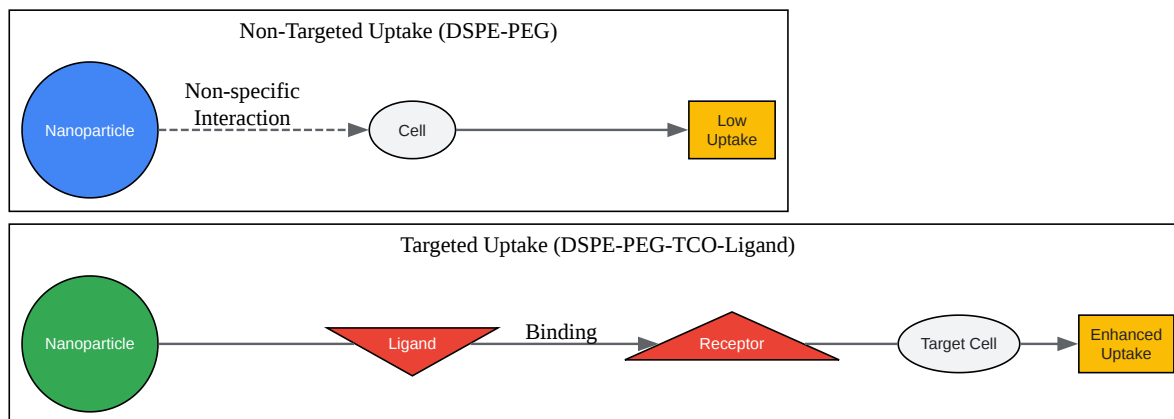 Non-Targeted Uptake (DSPE-PEG)
Nanoparticle
Non-specific
Interaction
Cell
Low
Uptake
Targeted Uptake (DSPE-PEG-TCO-Ligand)
Nanoparticle
Ligand
Binding
Receptor
Target Cell
Enhanced
Uptake